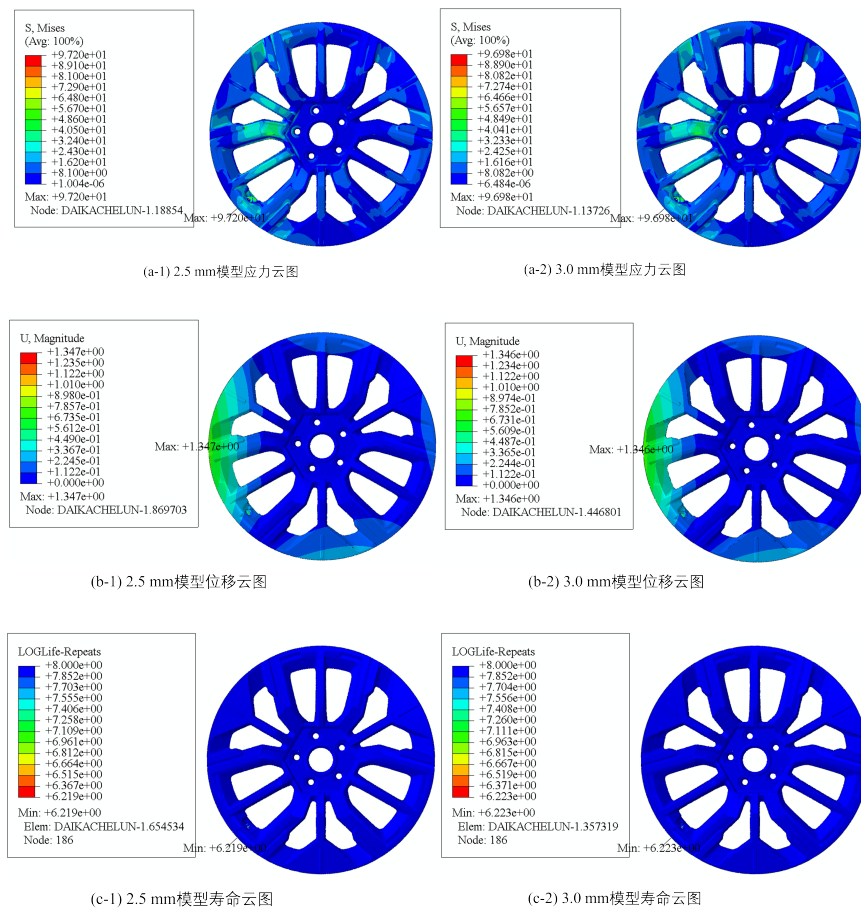 S, Mises
(Avg: 100%)
+9.720e+01
+8.910e+01
+8.100e+01
+7.290e+01
+6.480e+01
+5.670e+01
+4.860e+01
+4.050e+01
+3.240e+01
+2.430e+01
+1.620e+01
+8.100e+00
+1.004e-06
Max: +9.720e+01
Node: DAIKACHELUN-1.18854
Max: +9.720e+01
(a-1) 2.5 mm模型应力云图
S, Mises
(Avg: 100%)
+9.698e+01
+8.890e+01
+8.082e+01
+7.274e+01
+6.466e+01
+5.657e+01
+4.849e+01
+4.041e+01
+3.233e+01
+2.425e+01
+1.616e+01
+8.082e+00
+6.484e-06
Max: +9.698e+01
Node: DAIKACHELUN-1.13726
Max: +9.698e+01
(a-2) 3.0 mm模型应力云图
U, Magnitude
+1.347e+00
+1.235e+00
+1.122e+00
+1.010e+00
+8.980e-01
+7.857e-01
+6.735e-01
+5.612e-01
+4.490e-01
+3.367e-01
+2.245e-01
+1.122e-01
+0.000e+00
Max: +1.347e+00
Node: DAIKACHELUN-1.869703
Max: +1.347e+00
(b-1) 2.5 mm模型位移云图
U, Magnitude
+1.346e+00
+1.234e+00
+1.122e+00
+1.010e+00
+8.974e-01
+7.852e-01
+6.731e-01
+5.609e-01
+4.487e-01
+3.365e-01
+2.244e-01
+1.122e-01
+0.000e+00
Max: +1.346e+00
Node: DAIKACHELUN-1.446801
Max: +1.346e+00
(b-2) 3.0 mm模型位移云图
LOGLife-Repeats
+8.000e+00
+7.852e+00
+7.703e+00
+7.555e+00
+7.406e+00
+7.258e+00
+7.109e+00
+6.961e+00
+6.812e+00
+6.664e+00
+6.515e+00
+6.367e+00
+6.219e+00
Min: +6.219e+00
Elem: DAIKACHELUN-1.654534
Node: 186
Min: +6.219e
(c-1) 2.5 mm模型寿命云图
LOGLife-Repeats
+8.000e+00
+7.852e+00
+7.704e+00
+7.556e+00
+7.408e+00
+7.260e+00
+7.111e+00
+6.963e+00
+6.815e+00
+6.667e+00
+6.519e+00
+6.371e+00
+6.223e+00
Min: +6.223e+00
Elem: DAIKACHELUN-1.357319
Node: 186
Min: +6.223e
(c-2) 3.0 mm模型寿命云图